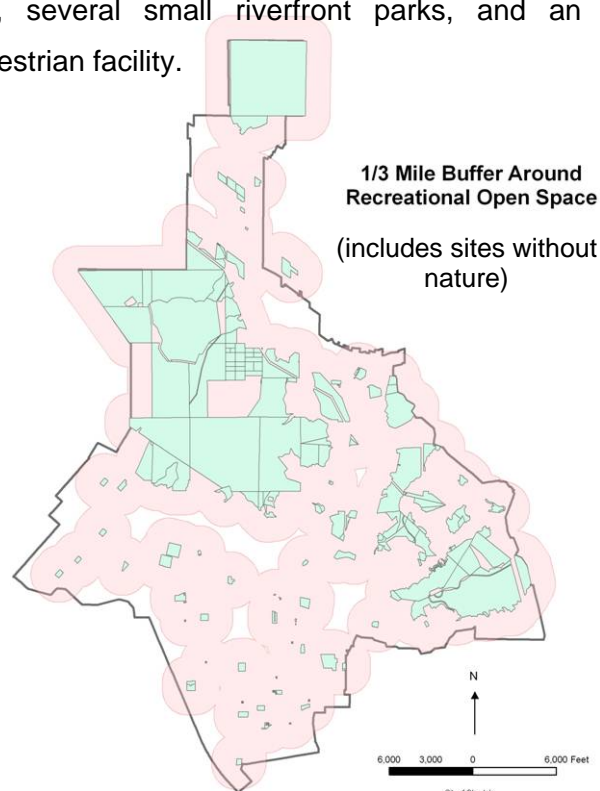 , several small riverfront parks, and an
estrian facility.
1/3 Mile Buffer Around
Recreational Open Space
(includes sites without
nature)
N
6,000 3,000 0 6,000 Feet